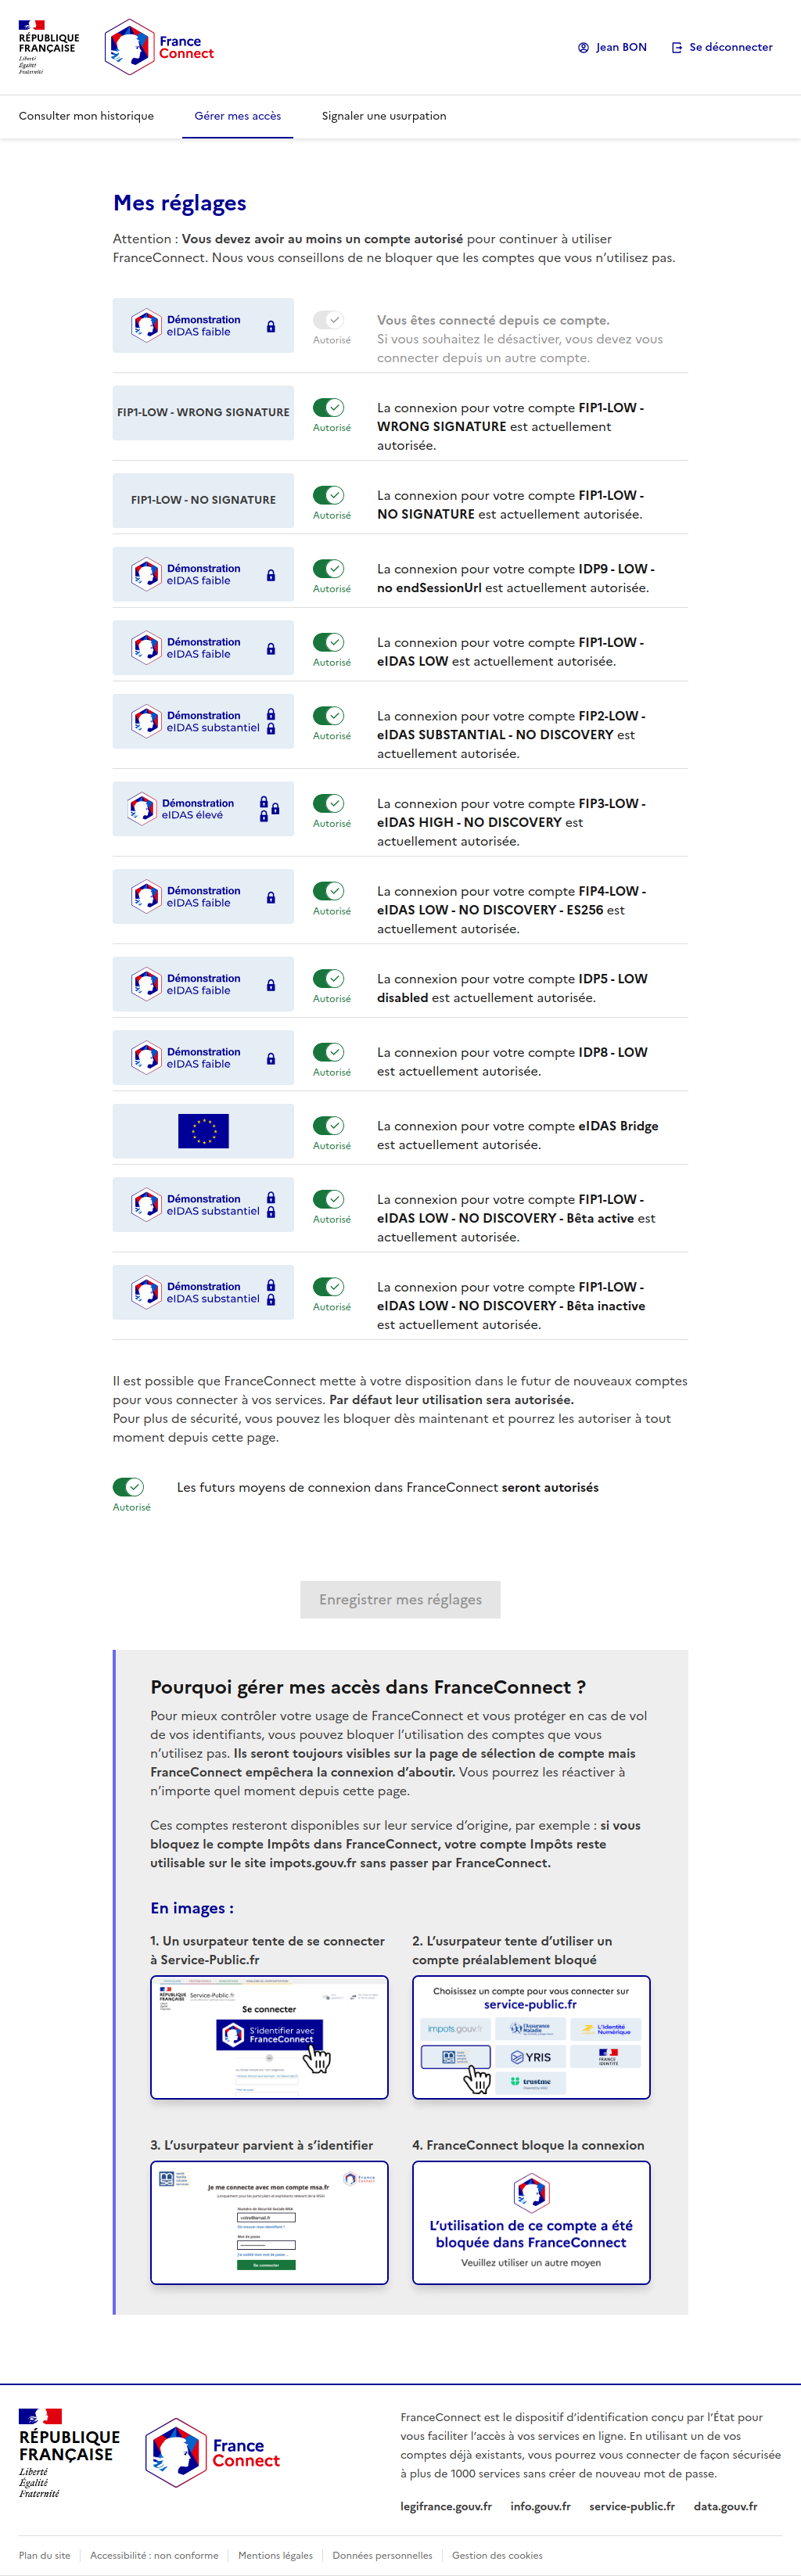 RÉPUBLIQUE
FRANÇAISE
Liberté
Égalité
Fraternité
France
Connect
Jean BON
Se déconnecter
Consulter mon historique
Gérer mes accès
Signaler une usurpation
Mes réglages
Attention : Vous devez avoir au moins un compte autorisé pour continuer à utiliser
FranceConnect. Nous vous conseillons de ne bloquer que les comptes que vous n’utilisez pas.
Démonstration
eIDAS faible
Autorisé
Vous êtes connecté depuis ce compte.
Si vous souhaitez le désactiver, vous devez vous
connecter depuis un autre compte.
FIP1-LOW - WRONG SIGNATURE
Autorisé
La connexion pour votre compte FIP1-LOW -
WRONG SIGNATURE est actuellement
autorisée.
FIP1-LOW - NO SIGNATURE
Autorisé
La connexion pour votre compte FIP1-LOW -
NO SIGNATURE est actuellement autorisée.
Démonstration
eIDAS faible
Autorisé
La connexion pour votre compte IDP9 - LOW -
no endSessionUrl est actuellement autorisée.
Démonstration
eIDAS faible
Autorisé
La connexion pour votre compte FIP1-LOW -
eIDAS LOW est actuellement autorisée.
Démonstration
eIDAS substantiel
Autorisé
La connexion pour votre compte FIP2-LOW -
eIDAS SUBSTANTIAL - NO DISCOVERY est
actuellement autorisée.
Démonstration
eIDAS élevé
Autorisé
La connexion pour votre compte FIP3-LOW -
eIDAS HIGH - NO DISCOVERY est
actuellement autorisée.
Démonstration
eIDAS faible
Autorisé
La connexion pour votre compte FIP4-LOW -
eIDAS LOW - NO DISCOVERY - ES256 est
actuellement autorisée.
Démonstration
eIDAS faible
Autorisé
La connexion pour votre compte IDP5 - LOW
disabled est actuellement autorisée.
Démonstration
eIDAS faible
Autorisé
La connexion pour votre compte IDP8 - LOW
est actuellement autorisée.
Autorisé
La connexion pour votre compte eIDAS Bridge
est actuellement autorisée.
Démonstration
eIDAS substantiel
Autorisé
La connexion pour votre compte FIP1-LOW -
eIDAS LOW - NO DISCOVERY - Bêta active est
actuellement autorisée.
Démonstration
eIDAS substantiel
Autorisé
La connexion pour votre compte FIP1-LOW -
eIDAS LOW - NO DISCOVERY - Bêta inactive
est actuellement autorisée.
Il est possible que FranceConnect mette à votre disposition dans le futur de nouveaux comptes
pour vous connecter à vos services. Par défaut leur utilisation sera autorisée.
Pour plus de sécurité, vous pouvez les bloquer dès maintenant et pourrez les autoriser à tout
moment depuis cette page.
Autorisé
Les futurs moyens de connexion dans FranceConnect seront autorisés
Enregistrer mes réglages
Pourquoi gérer mes accès dans FranceConnect ?
Pour mieux contrôler votre usage de FranceConnect et vous protéger en cas de vol
de vos identifiants, vous pouvez bloquer l’utilisation des comptes que vous
n’utilisez pas. Ils seront toujours visibles sur la page de sélection de compte mais
FranceConnect empêchera la connexion d’aboutir. Vous pourrez les réactiver à
n’importe quel moment depuis cette page.
Ces comptes resteront disponibles sur leur service d’origine, par exemple : si vous
bloquez le compte Impôts dans FranceConnect, votre compte Impôts reste
utilisable sur le site impots.gouv.fr sans passer par FranceConnect.
En images :
1. Un usurpateur tente de se connecter
à Service-Public.fr
RÉPUBLIQUE
FRANÇAISE
Service-Public.fr
Se connecter
S’identifier avec
FranceConnect
2. L’usurpateur tente d’utiliser un
compte préalablement bloqué
Choisissez un compte pour vous connecter sur
service-public.fr
impots.gouv.fr
l'Assurance
Maladie
L'Identité
Numérique
YRIS
FRANCE
IDENTITÉ
trustme
3. L’usurpateur parvient à s’identifier
Je me connecte avec mon compte msa.fr
Mot de passe
Se connecter
4. FranceConnect bloque la connexion
L’utilisation de ce compte a été
bloquée dans FranceConnect
Veuillez utiliser un autre moyen
RÉPUBLIQUE
FRANÇAISE
Liberté
Égalité
Fraternité
France
Connect
FranceConnect est le dispositif d’identification conçu par l’État pour
vous faciliter l’accès à vos services en ligne. En utilisant un de vos
comptes déjà existants, vous pourrez vous connecter de façon sécurisée
à plus de 1000 services sans créer de nouveau mot de passe.
legifrance.gouv.fr
info.gouv.fr
service-public.fr
data.gouv.fr
Plan du site
Accessibilité : non conforme
Mentions légales
Données personnelles
Gestion des cookies